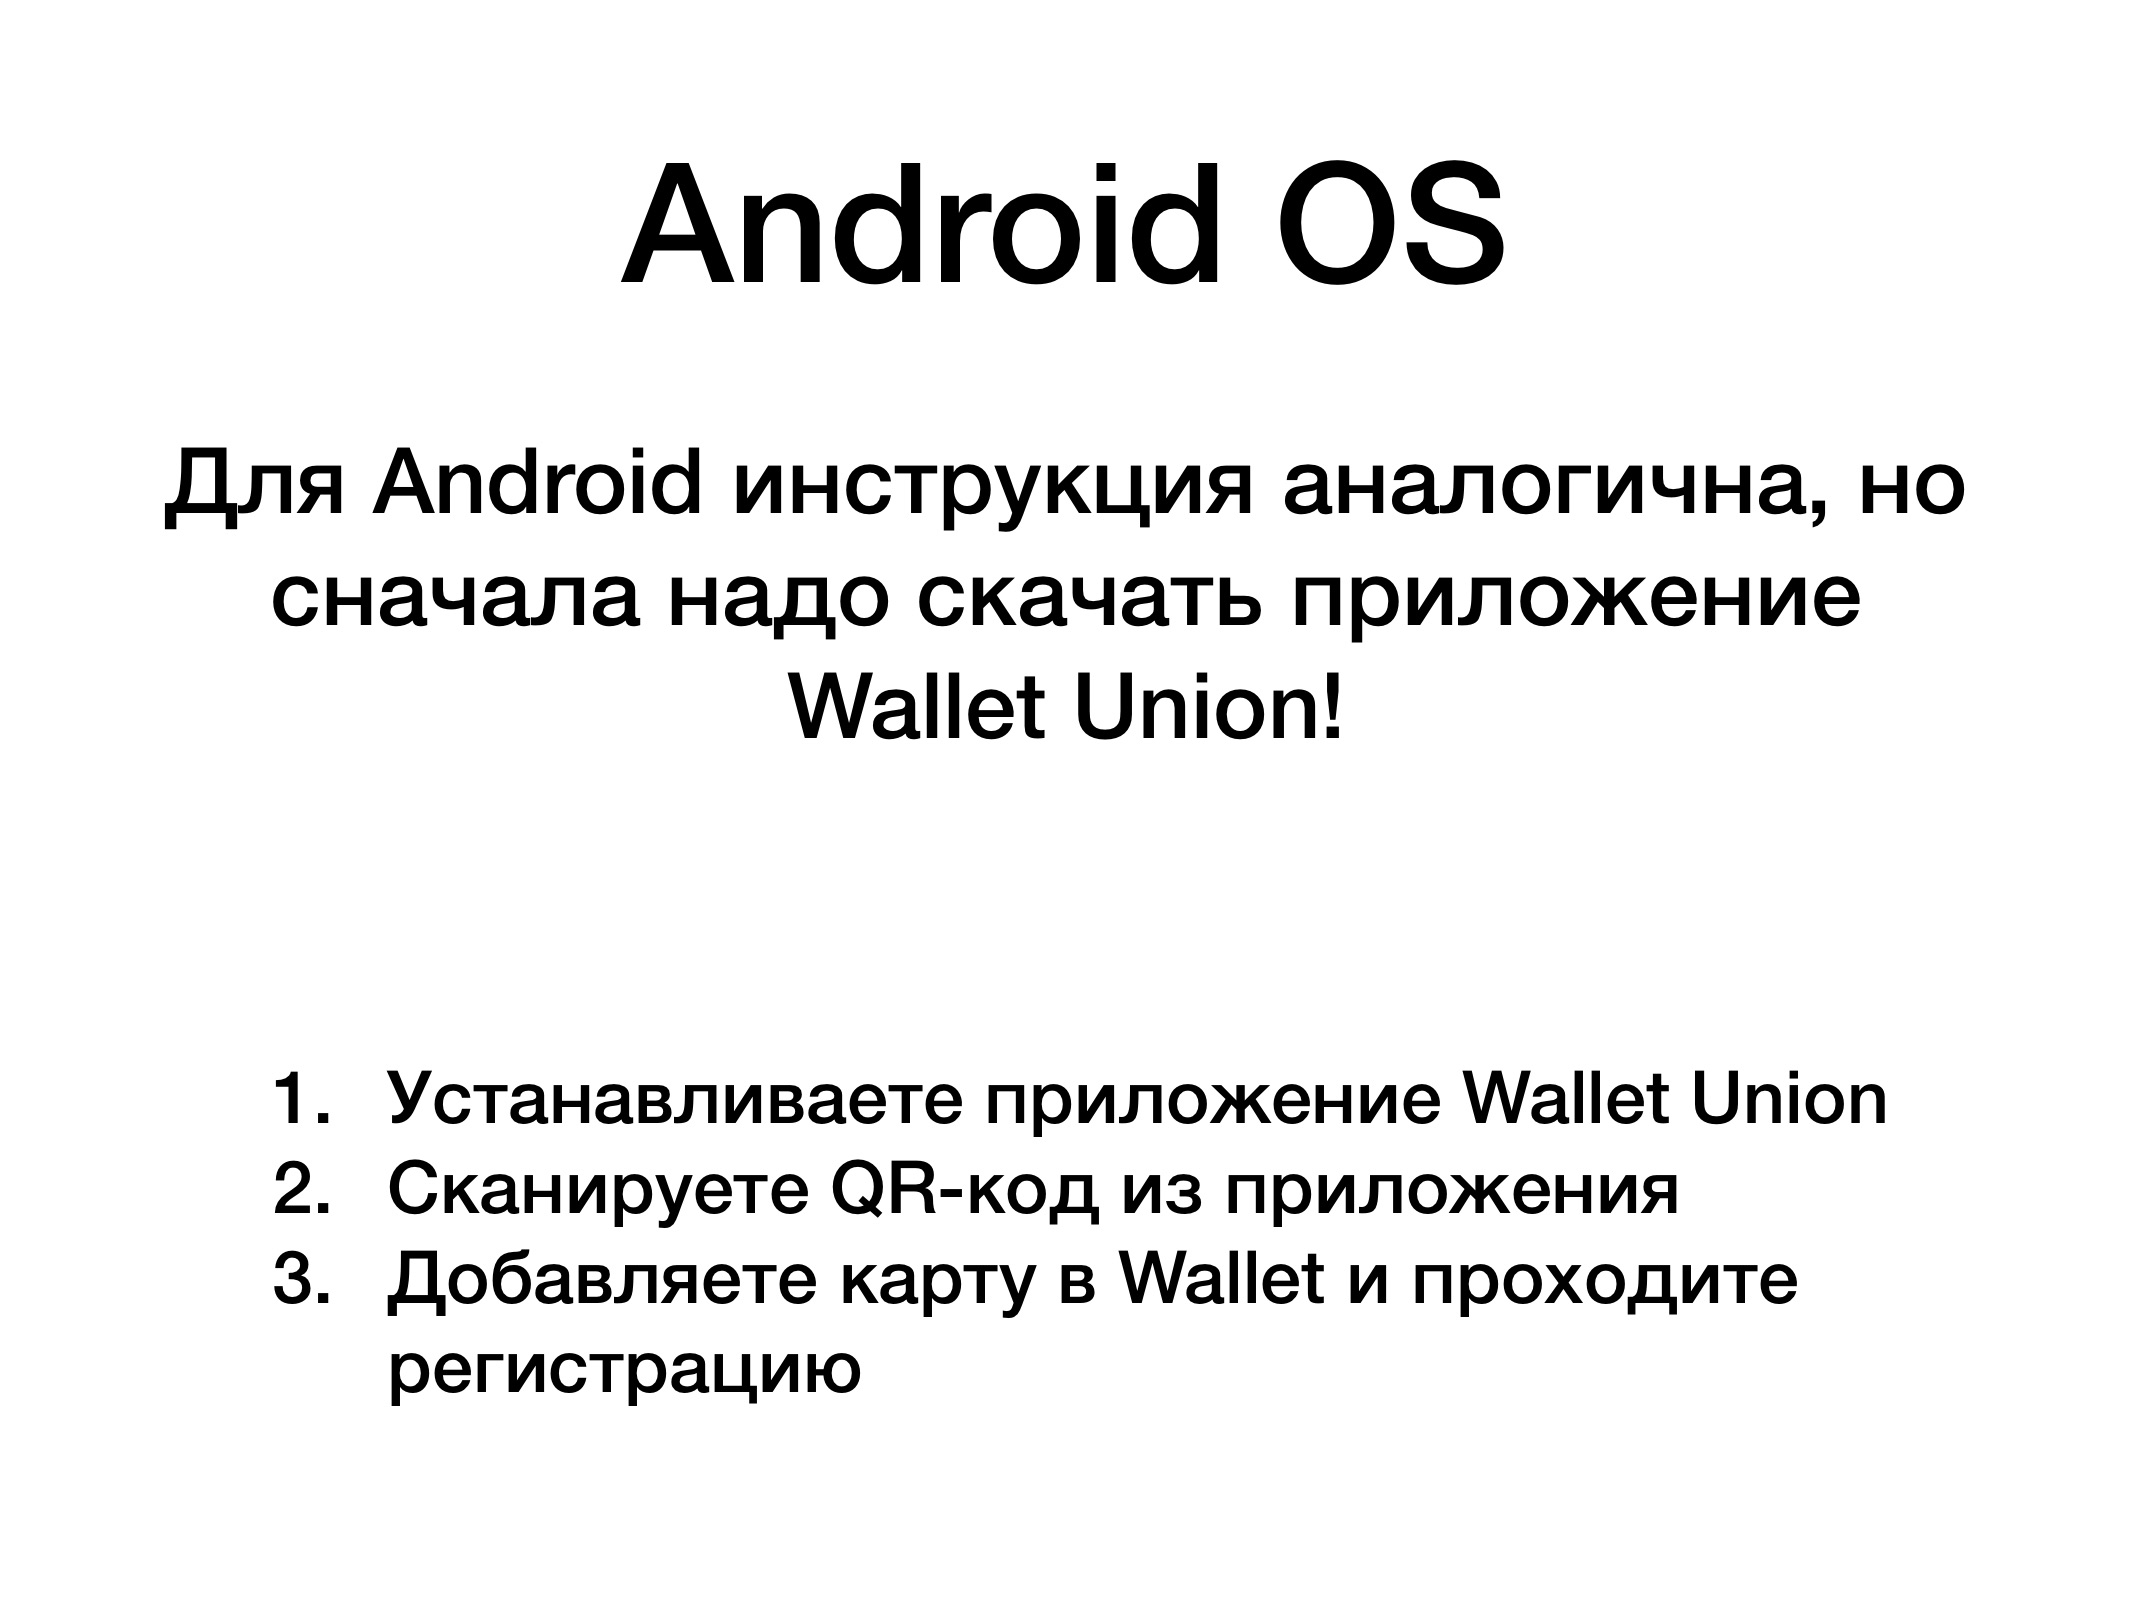 Android OS
Для Android инструкция аналогична, но
сначала надо скачать приложение
Wallet Union!
1. Устанавливаете приложение Wallet Union
2. Сканируете QR-код из приложения
3. Добавляете карту в Wallet и проходите
регистрацию